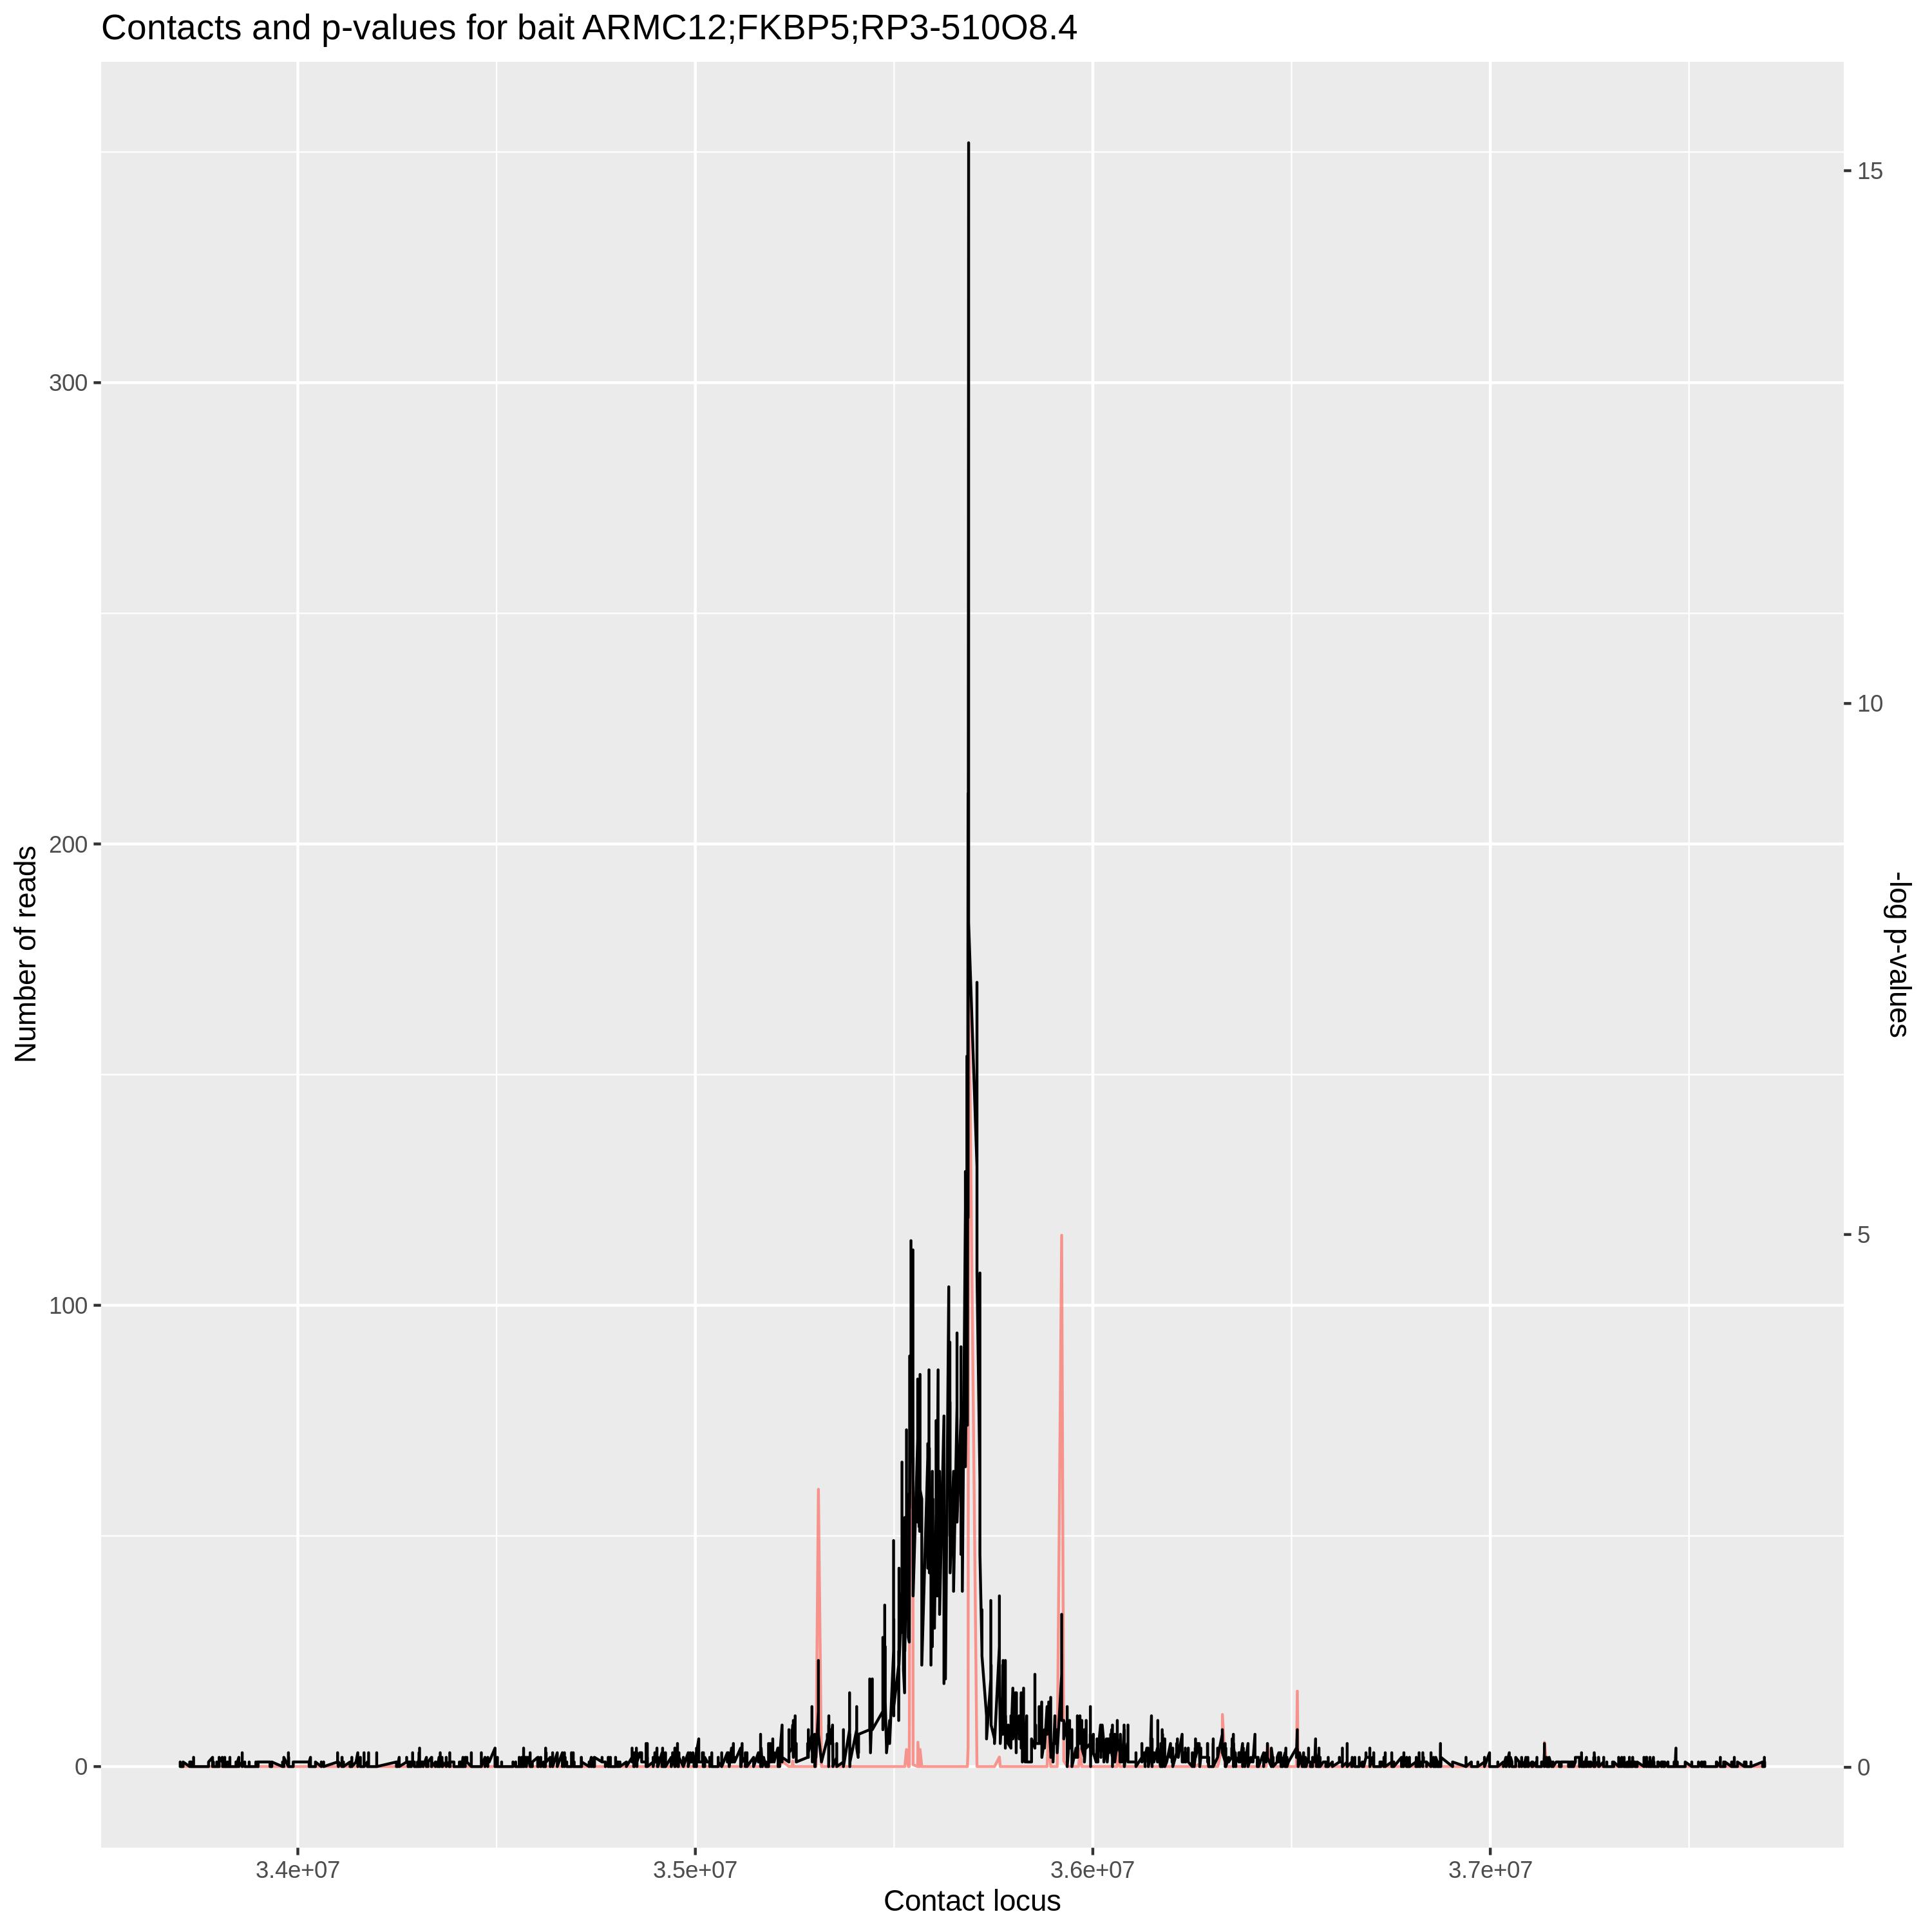 Contacts and p-values for bait ARMC12;FKBP5;RP3-510O8.4
Number of reads
300
200
100
0
15
10
5
0
-log p-values
3.4e+07
3.5e+07
3.6e+07
3.7e+07
Contact locus